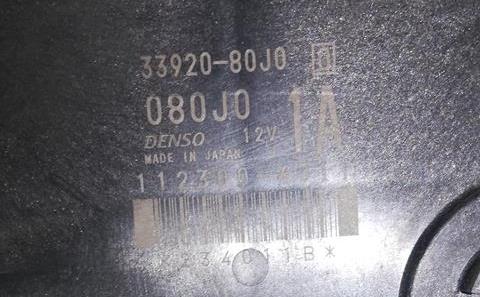 33920-80J0 D
080J0 1A
DENSO 12V
MADE IN JAPAN